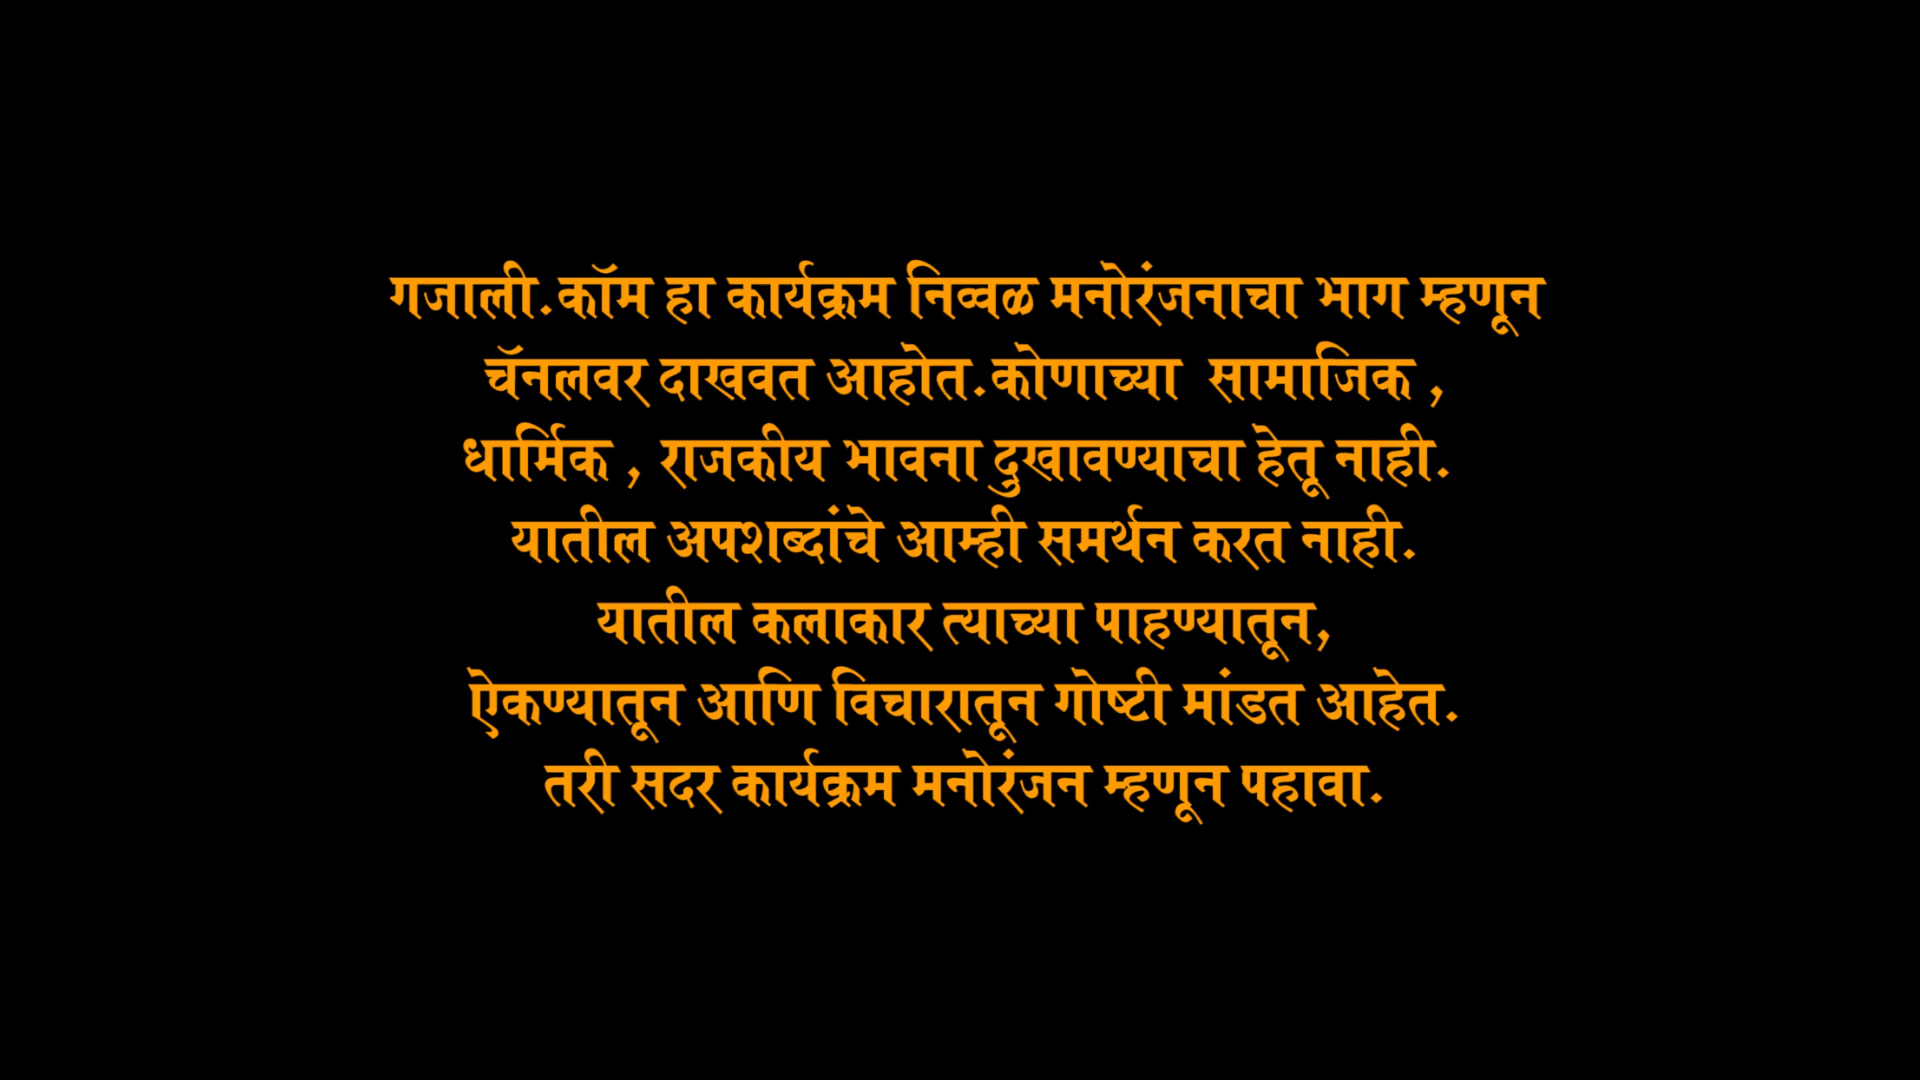 गजाली.कॉम हा कार्यक्रम निव्वळ मनोरंजनाचा भाग म्हणून
चॅनलवर दाखवत आहोत.कोणाच्या सामाजिक ,
धार्मिक , राजकीय भावना दुखावण्याचा हेतू नाही.
यातील अपशब्दांचे आम्ही समर्थन करत नाही.
यातील कलाकार त्याच्या पाहण्यातून,
ऐकण्यातून आणि विचारातून गोष्टी मांडत आहेत.
तरी सदर कार्यक्रम मनोरंजन म्हणून पहावा.